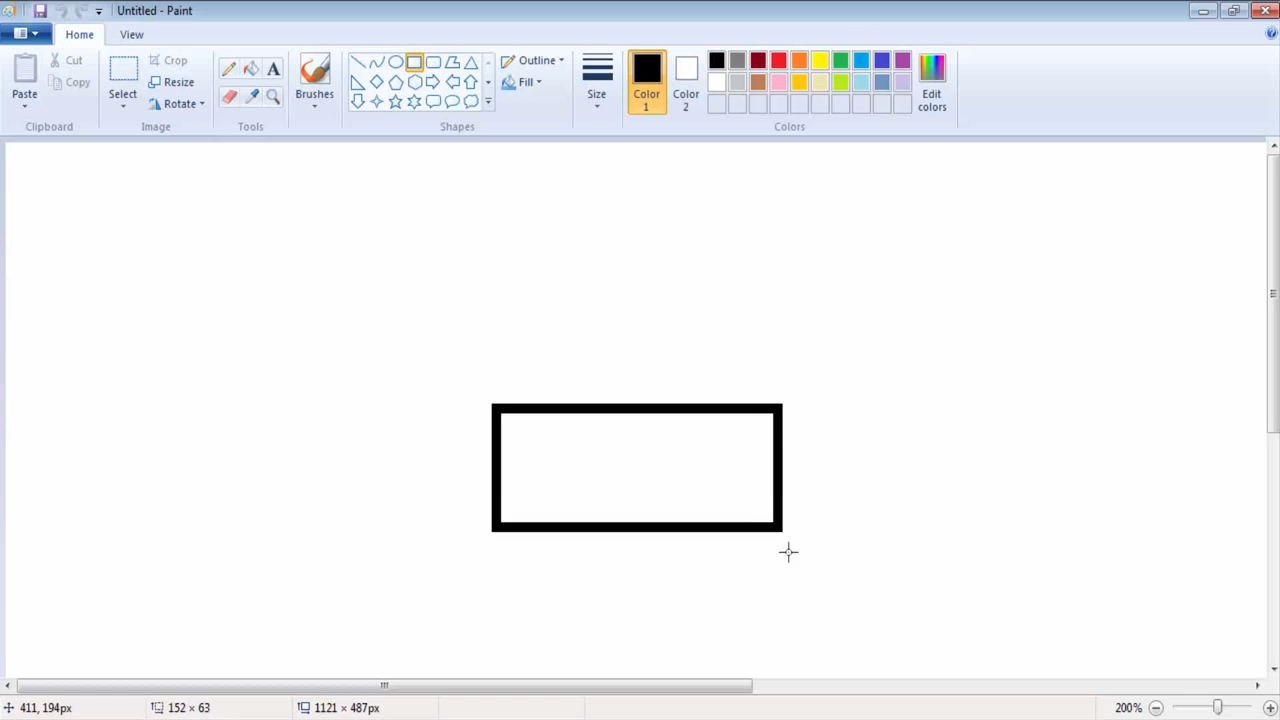 Untitled - Paint
Home View
Cut
Copy
Paste
Clipboard
Select
Crop
Resize
Rotate
Image
A
Tools
Brushes
Outline
Fill
Shapes
Size
Color 1
Color 2
Edit colors
Colors
411, 194px 152 × 63 1121 × 487px 200%